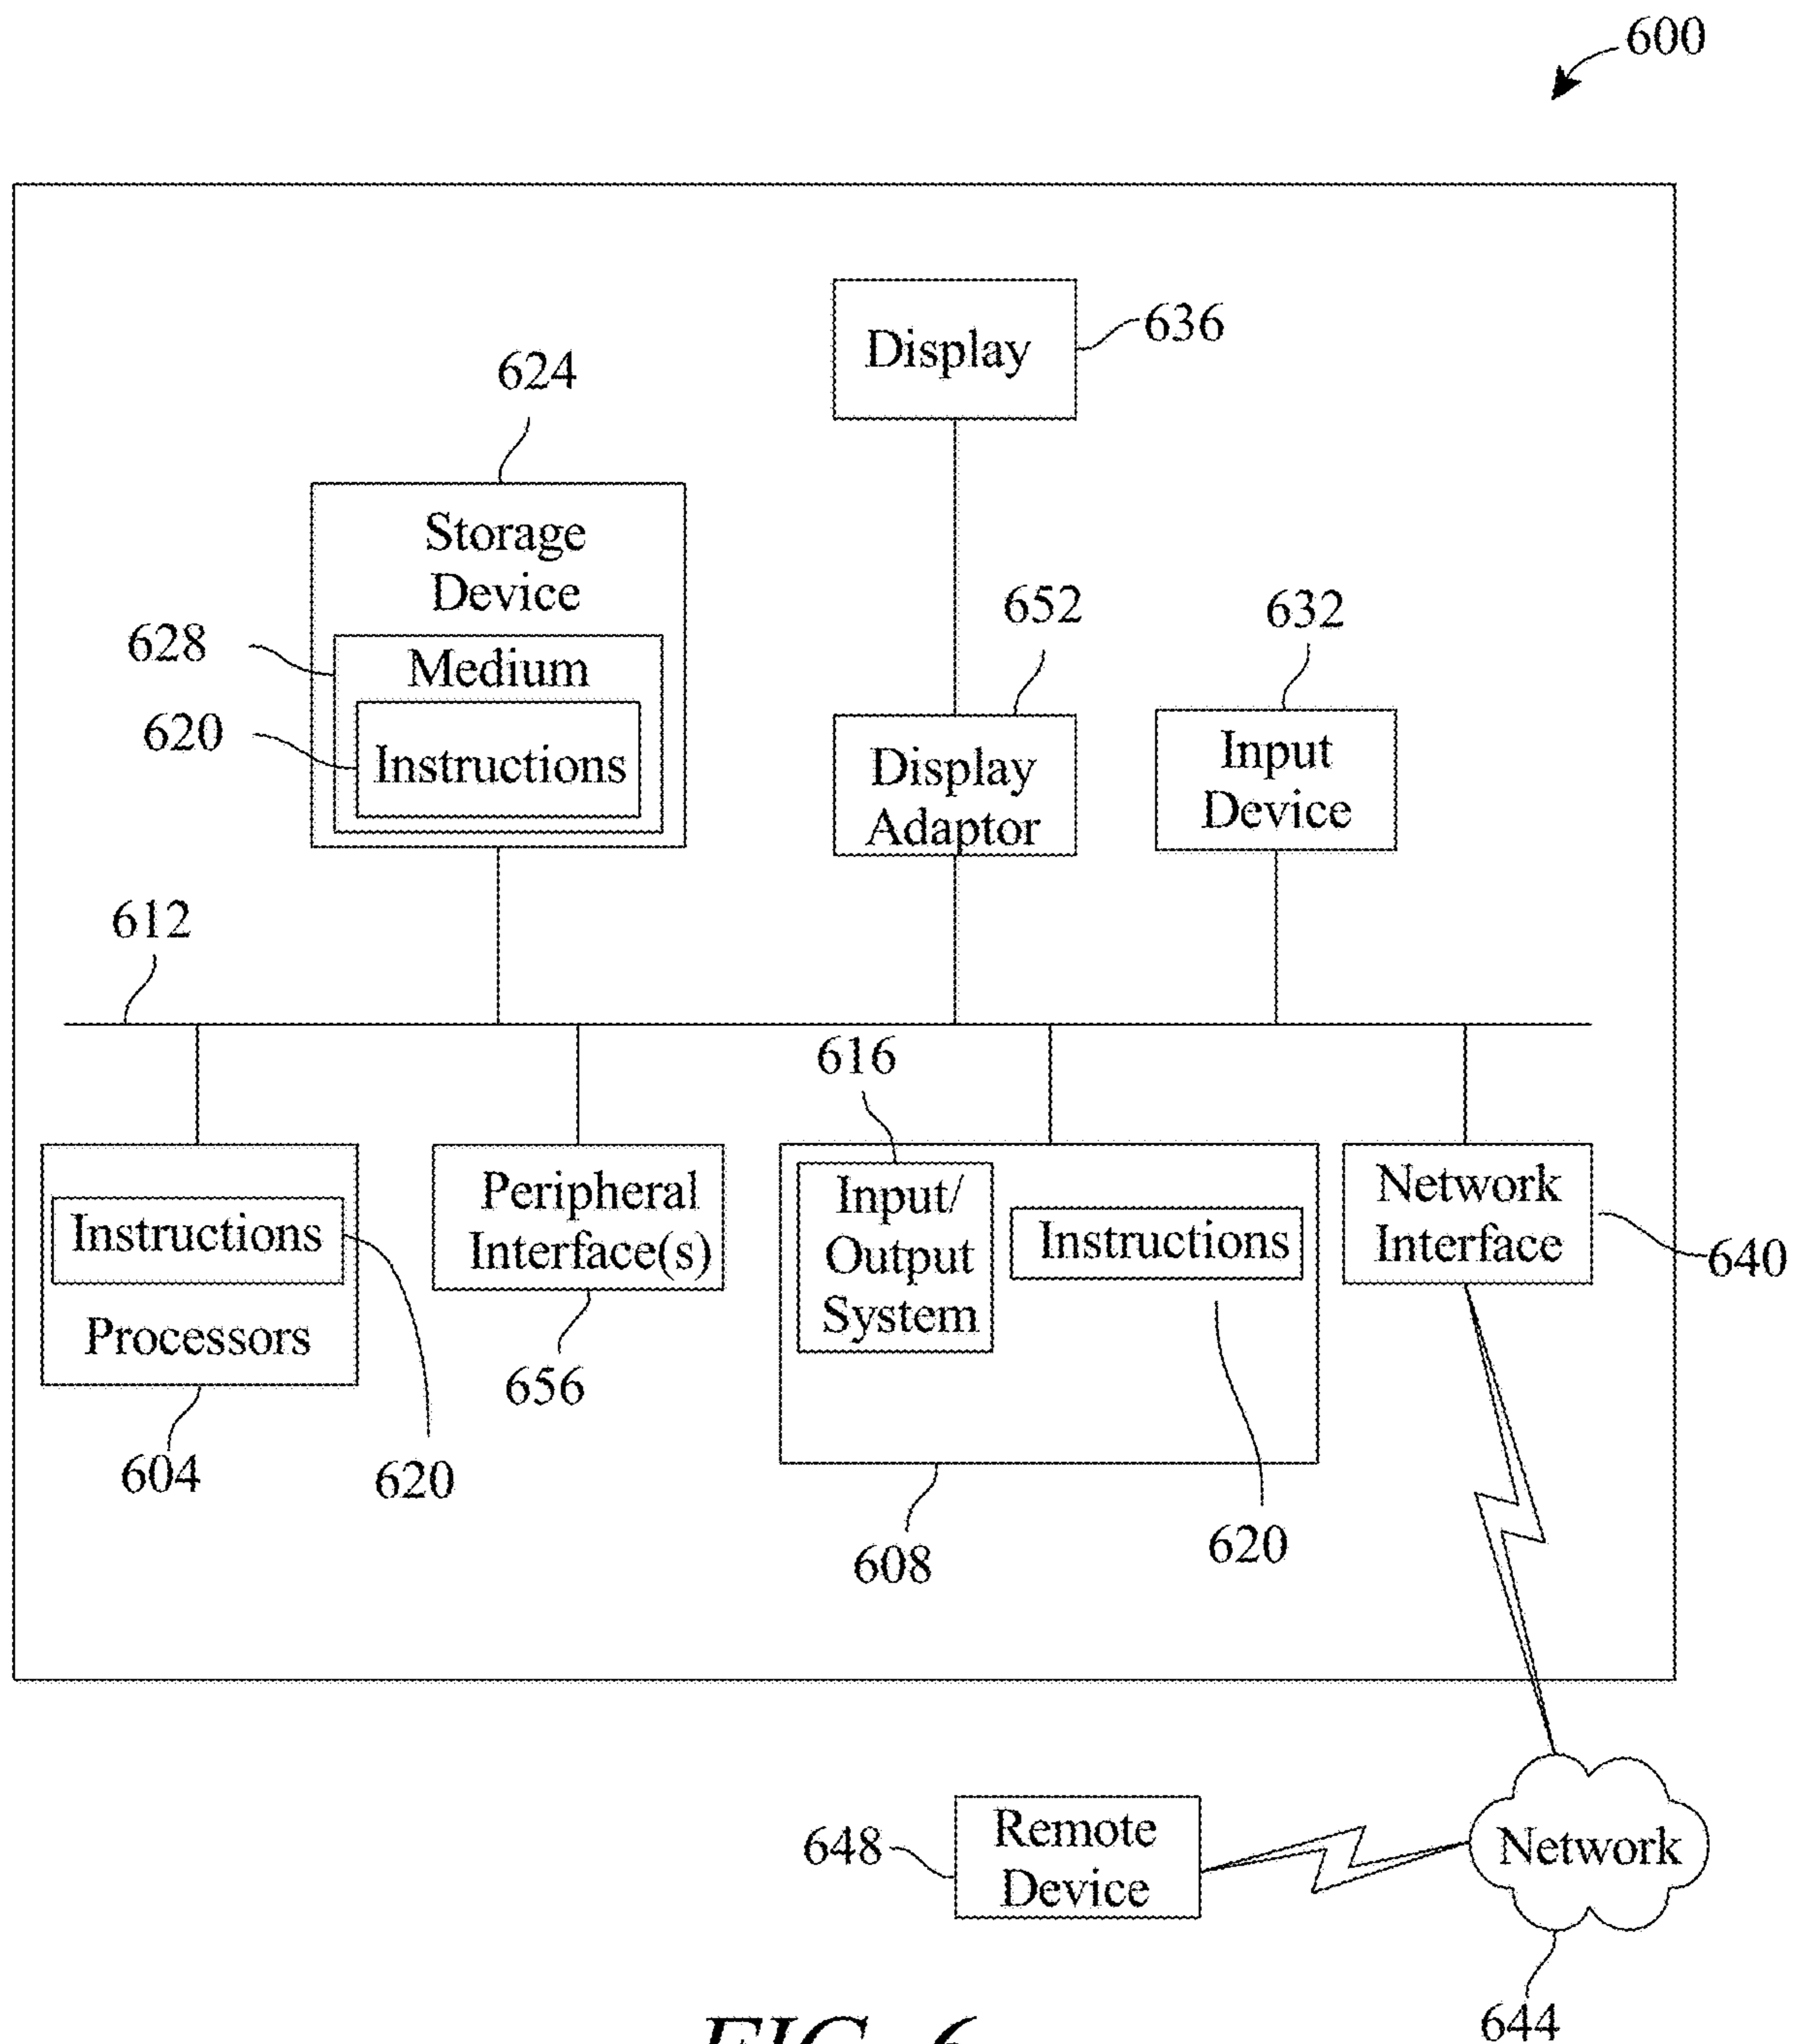 600
Display
636
624
Storage
Device
628
Medium
620
Instructions
652
Display
Adaptor
632
Input
Device
612
616
Instructions
Processors
604
620
Peripheral
Interface(s)
656
Input/
Output
System
Instructions
608
620
Network
Interface
640
648
Remote
Device
Network
644
FIG. 6